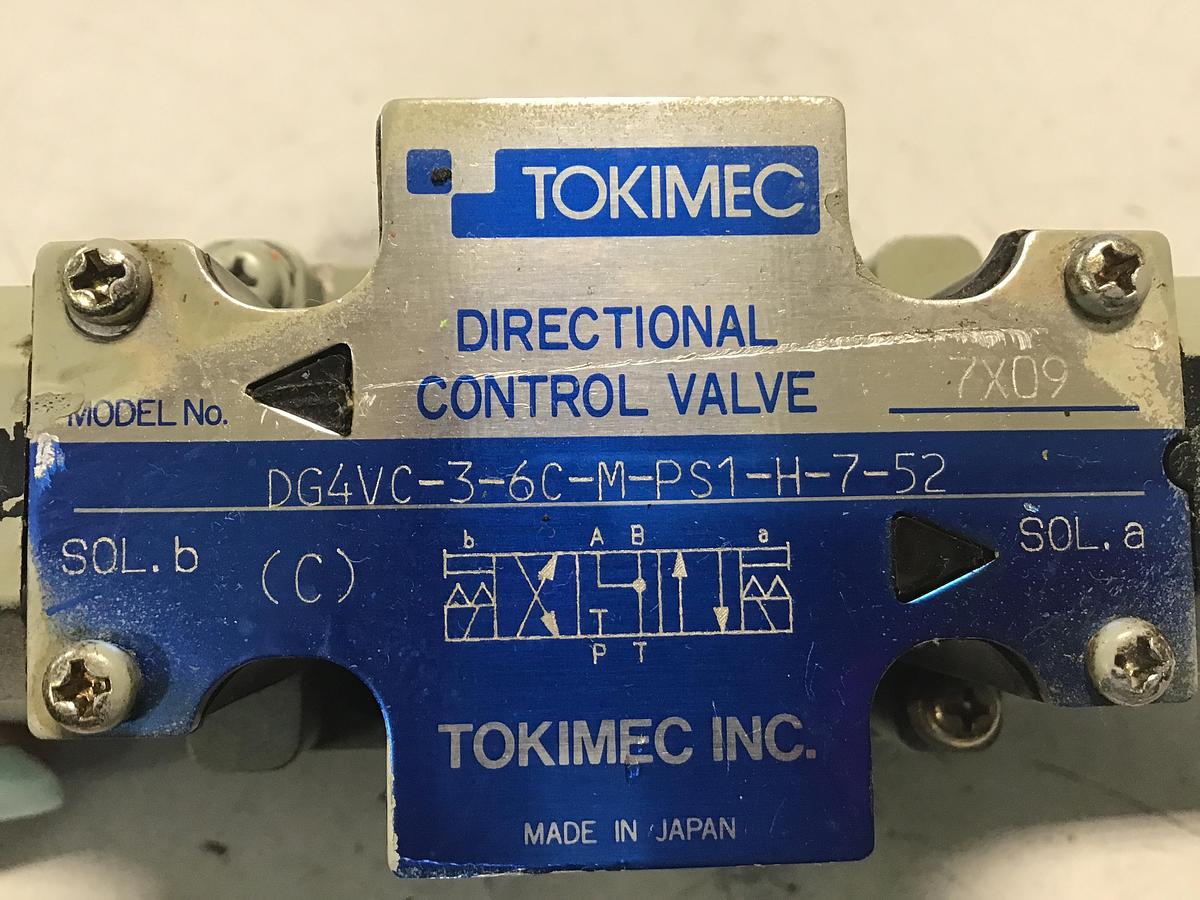 TOKIMEC
DIRECTIONAL
CONTROL VALVE
7X09
MODEL No.
DG4VC-3-6C-M-PS1-H-7-52
SOL.b
(C)
b A B a
SOL.a
T
P T
TOKIMEC INC.
MADE IN JAPAN